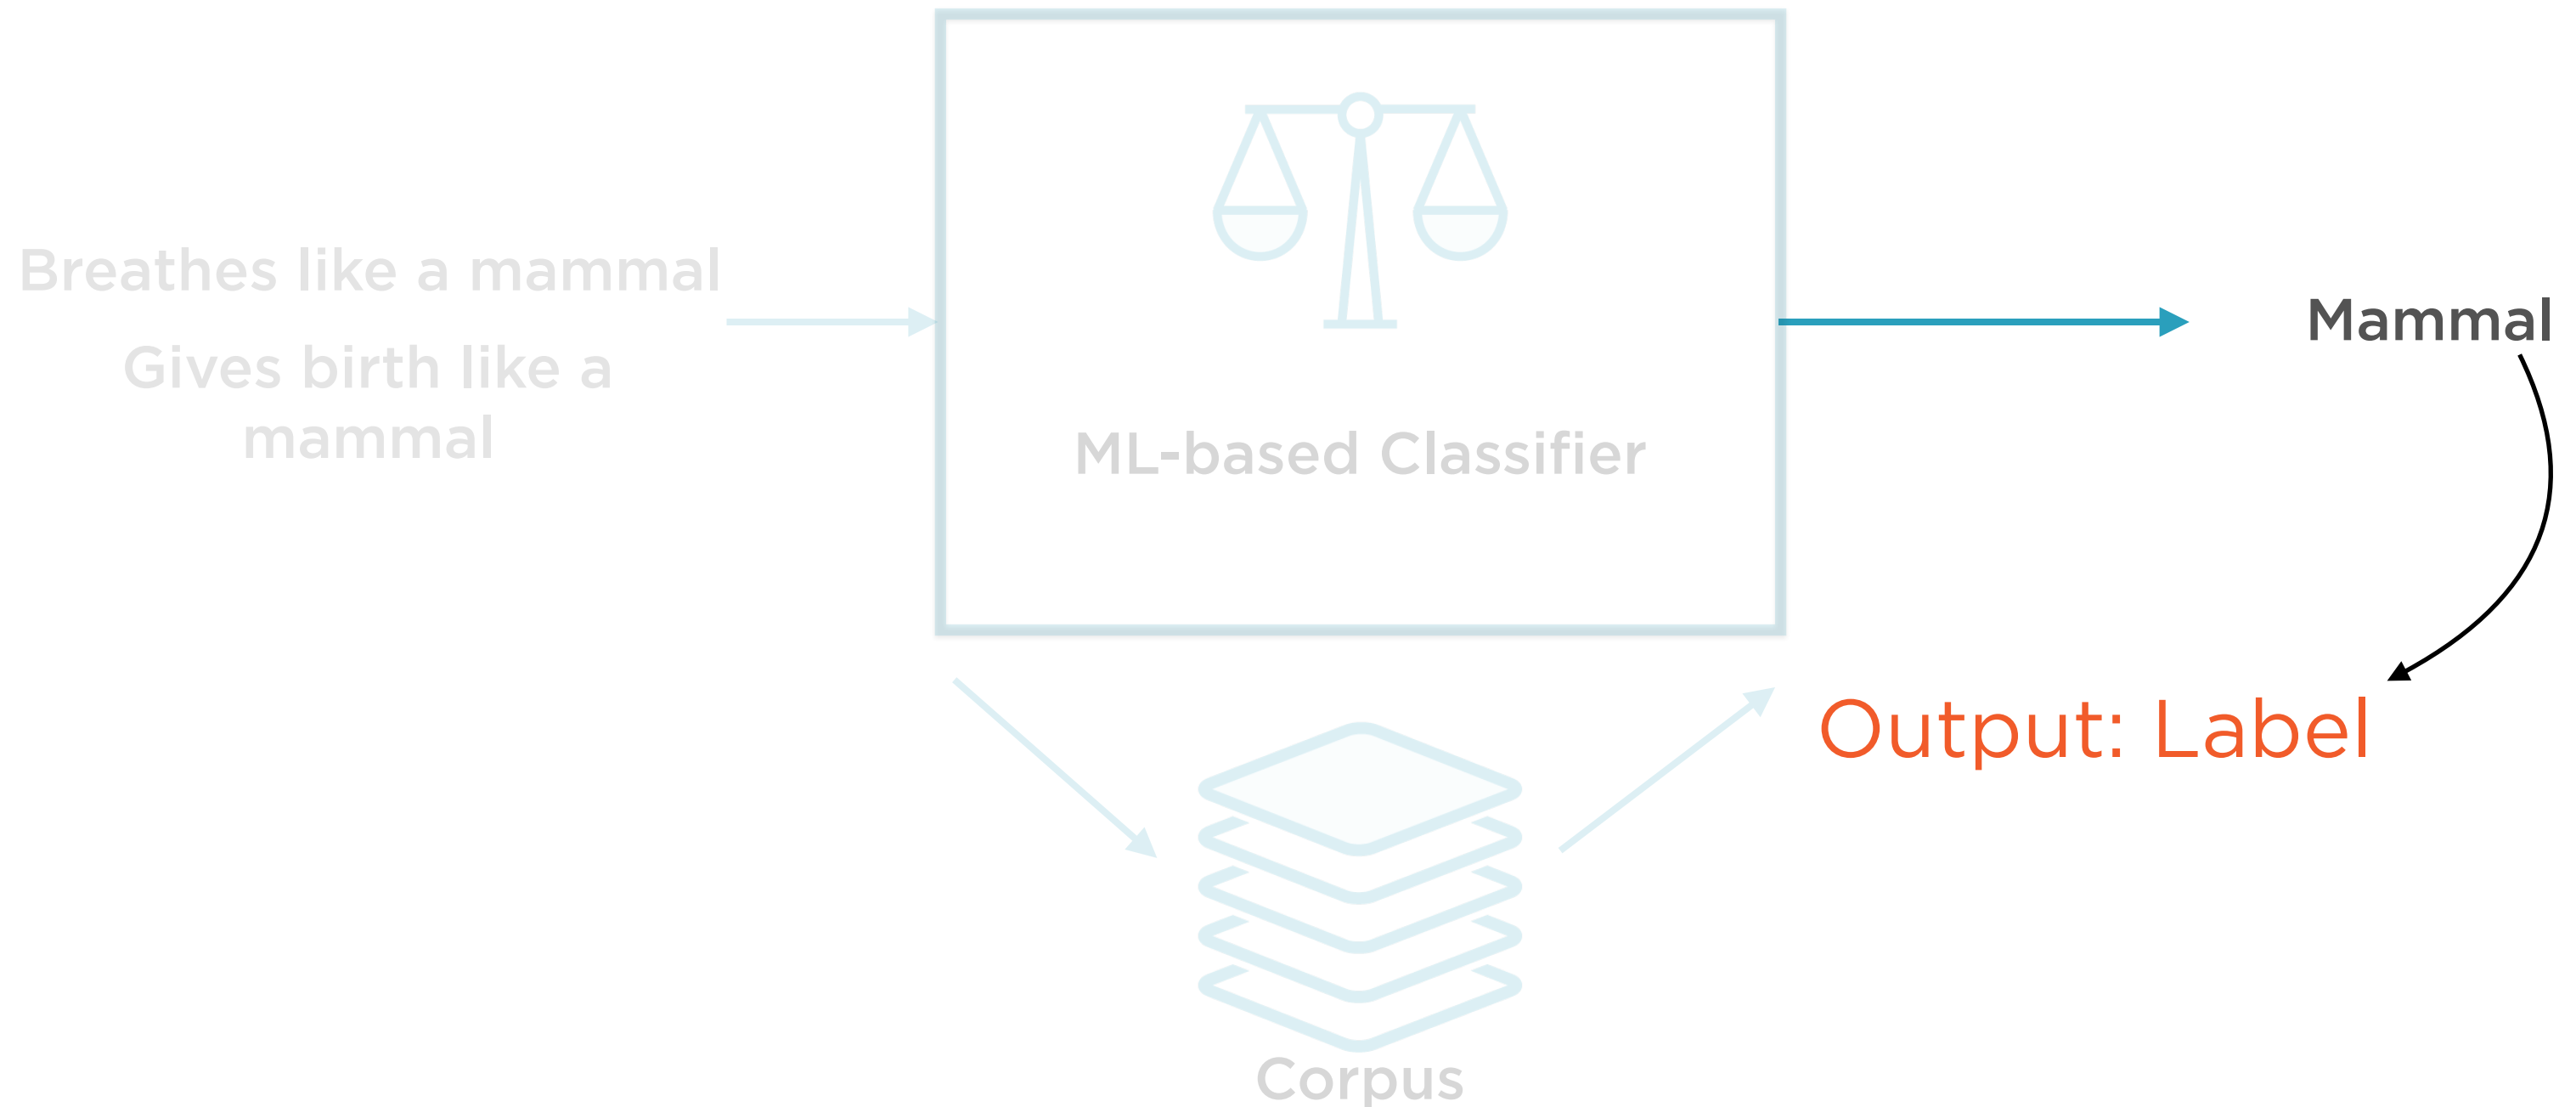 Breathes like a mammal
Gives birth like a
mammal
ML-based Classifier
Mammal
Output: Label
Corpus